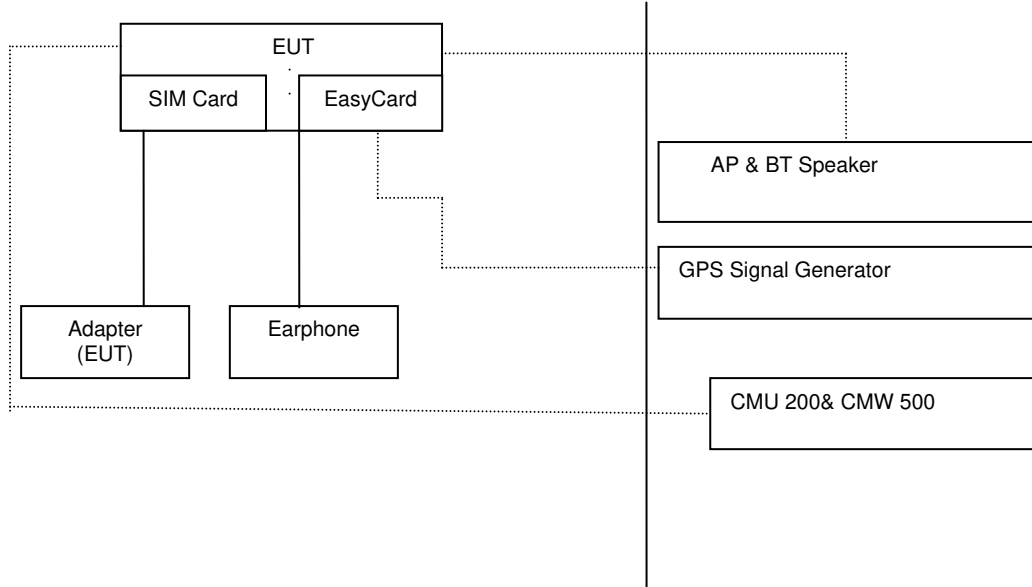 EUT
SIM Card
EasyCard
AP & BT Speaker
GPS Signal Generator
Adapter
(EUT)
Earphone
CMU 200& CMW 500